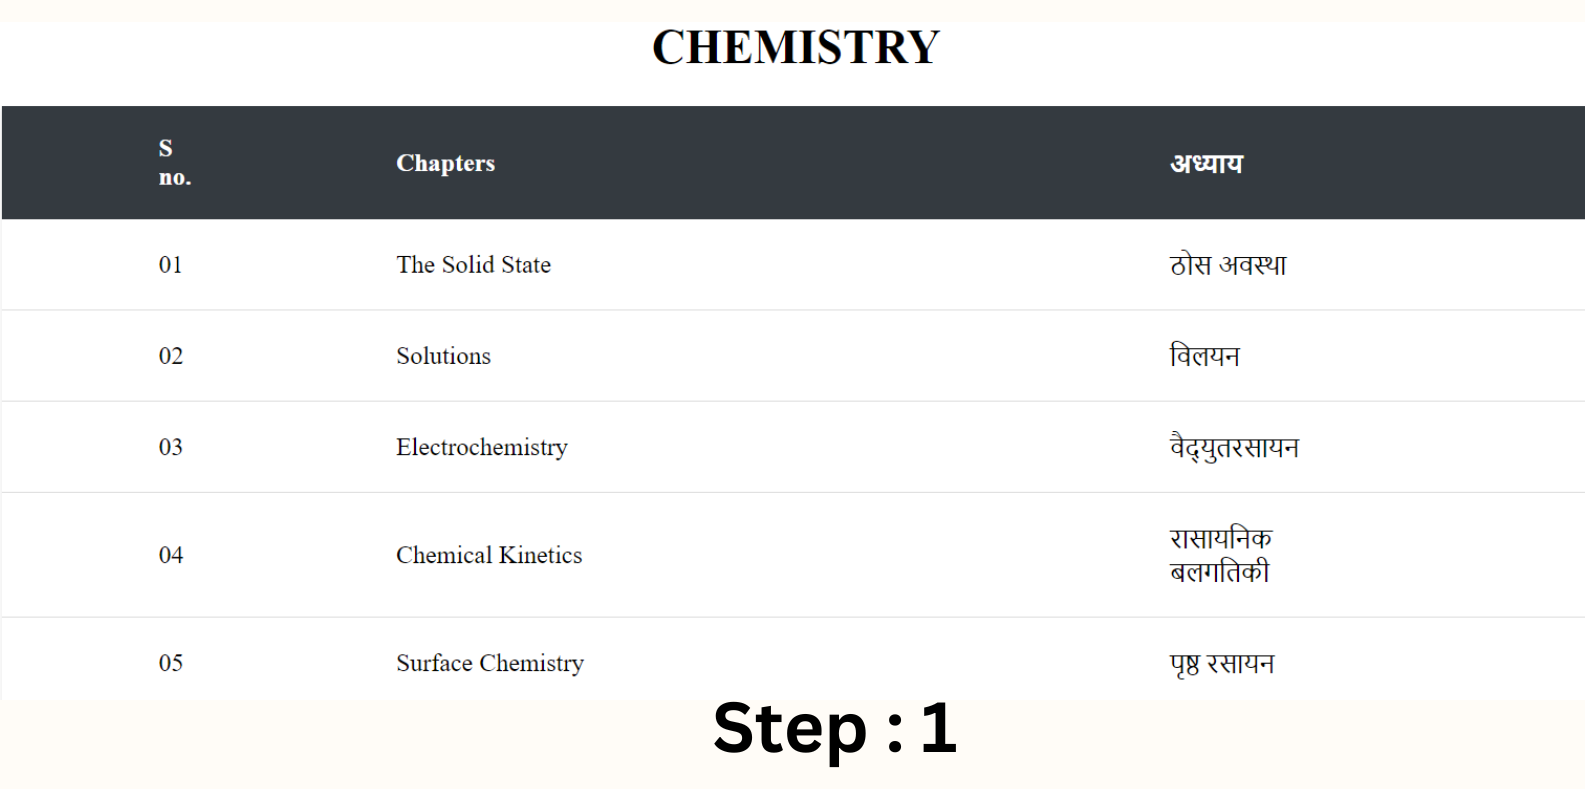 CHEMISTRY
S
no.
Chapters
अध्याय
01
The Solid State
ठोस अवस्था
02
Solutions
विलयन
03
Electrochemistry
वैद्युतरसायन
04
Chemical Kinetics
रासायनिक
बलगतिकी
05
Surface Chemistry
पृष्ठ रसायन
Step : 1